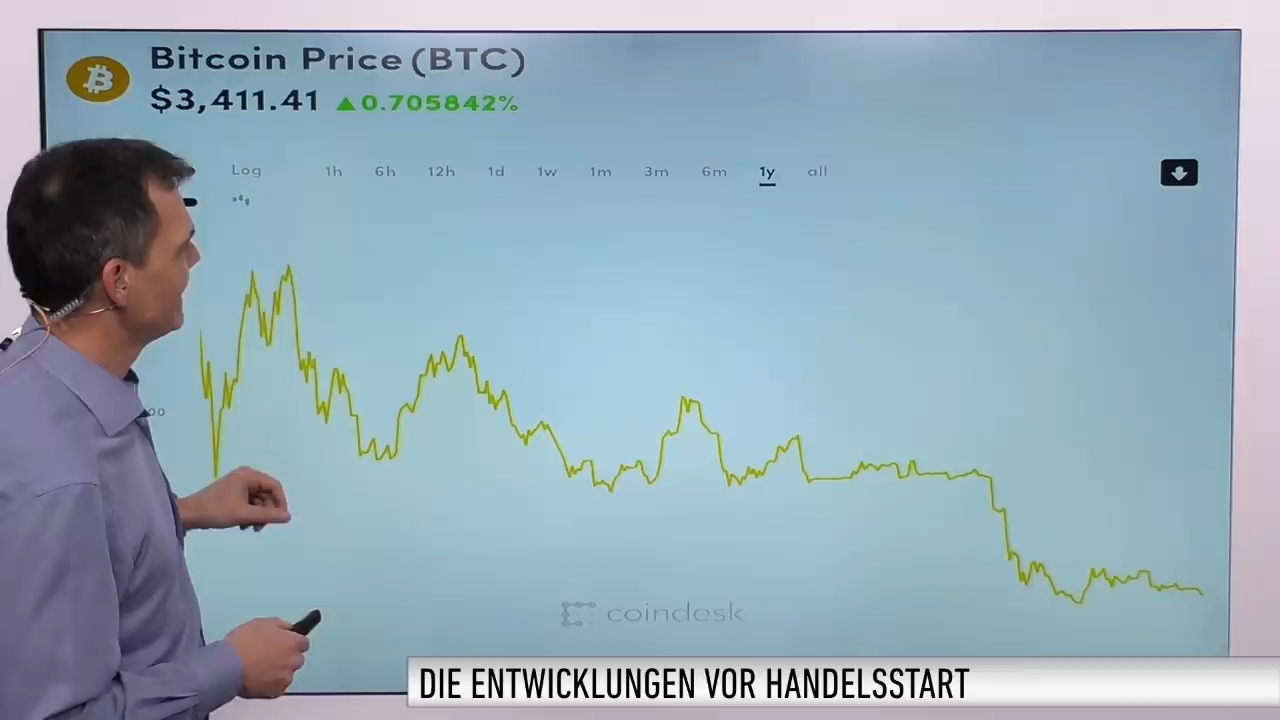 Bitcoin Price (BTC)
$3,411.41 ▲0.705842%
Log 1h 6h 12h 1d 1w 1m 3m 6m 1y all
00
coindesk
DIE ENTWICKLUNGEN VOR HANDELSSTART